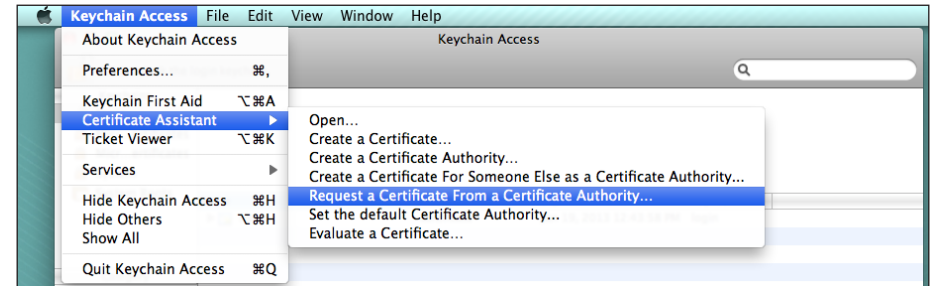 Keychain Access File Edit View Window Help
Keychain Access
About Keychain Access
Preferences... ⌘,
Keychain First Aid ⌥⌘A
Certificate Assistant ▶
Ticket Viewer ⌥⌘K
Services ▶
Hide Keychain Access ⌘H
Hide Others ⌥⌘H
Show All
Quit Keychain Access ⌘Q
Open...
Create a Certificate...
Create a Certificate Authority...
Create a Certificate For Someone Else as a Certificate Authority...
Request a Certificate From a Certificate Authority...
Set the default Certificate Authority...
Evaluate a Certificate...